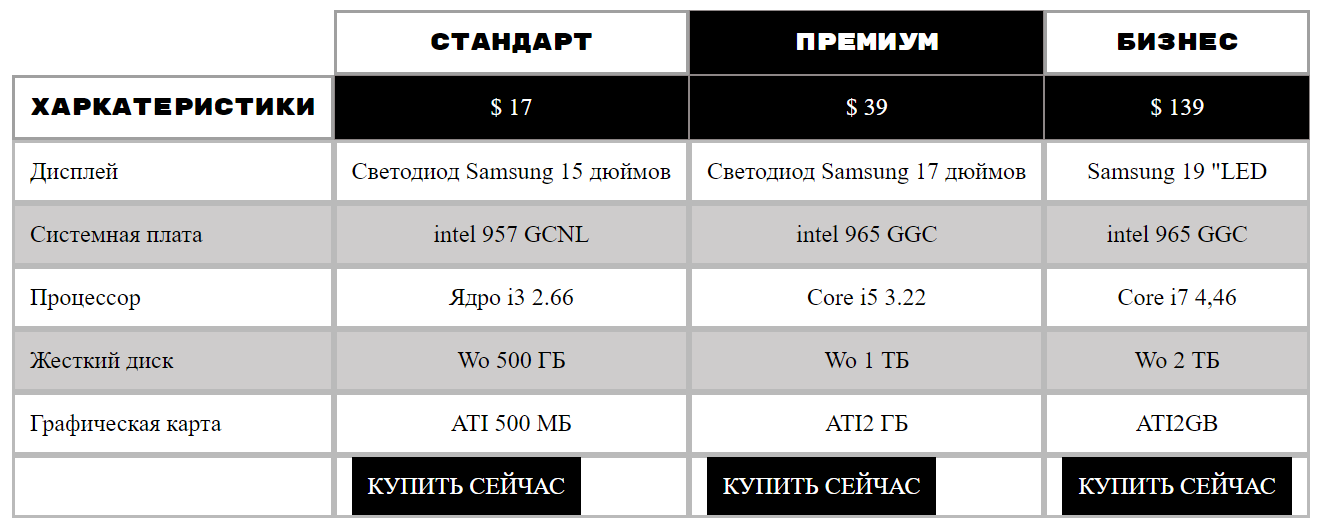 СТАНДАРТ ПРЕМИУМ БИЗНЕС
ХАРКАТЕРИСТИКИ $ 17 $ 39 $ 139
Дисплей Светодиод Samsung 15 дюймов Светодиод Samsung 17 дюймов Samsung 19 "LED
Системная плата intel 957 GCNL intel 965 GGC intel 965 GGC
Процессор Ядро i3 2.66 Core i5 3.22 Core i7 4,46
Жесткий диск Wo 500 ГБ Wo 1 ТБ Wo 2 ТБ
Графическая карта ATI 500 МБ ATI2 ГБ ATI2GB
КУПИТЬ СЕЙЧАС КУПИТЬ СЕЙЧАС КУПИТЬ СЕЙЧАС